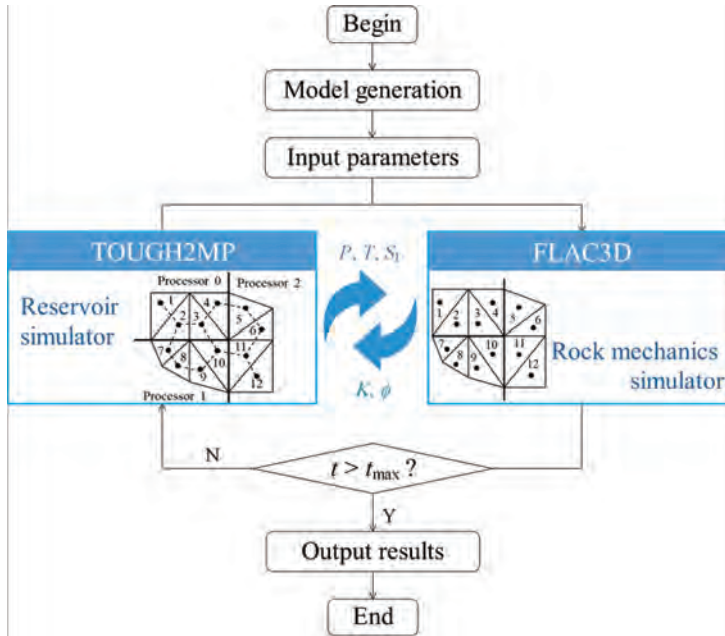 Begin
Model generation
Input parameters
TOUGH2MP
Processor 0
Processor 2
Reservoir
simulator
1
4
2
3
5
6
7
8
10
11
9
12
Processor 1
P, T, S
K, ϕ
FLAC3D
1
2
3
4
5
6
7
8
9
10
11
12
Rock mechanics
simulator
N
t > tmax ?
Y
Output results
End